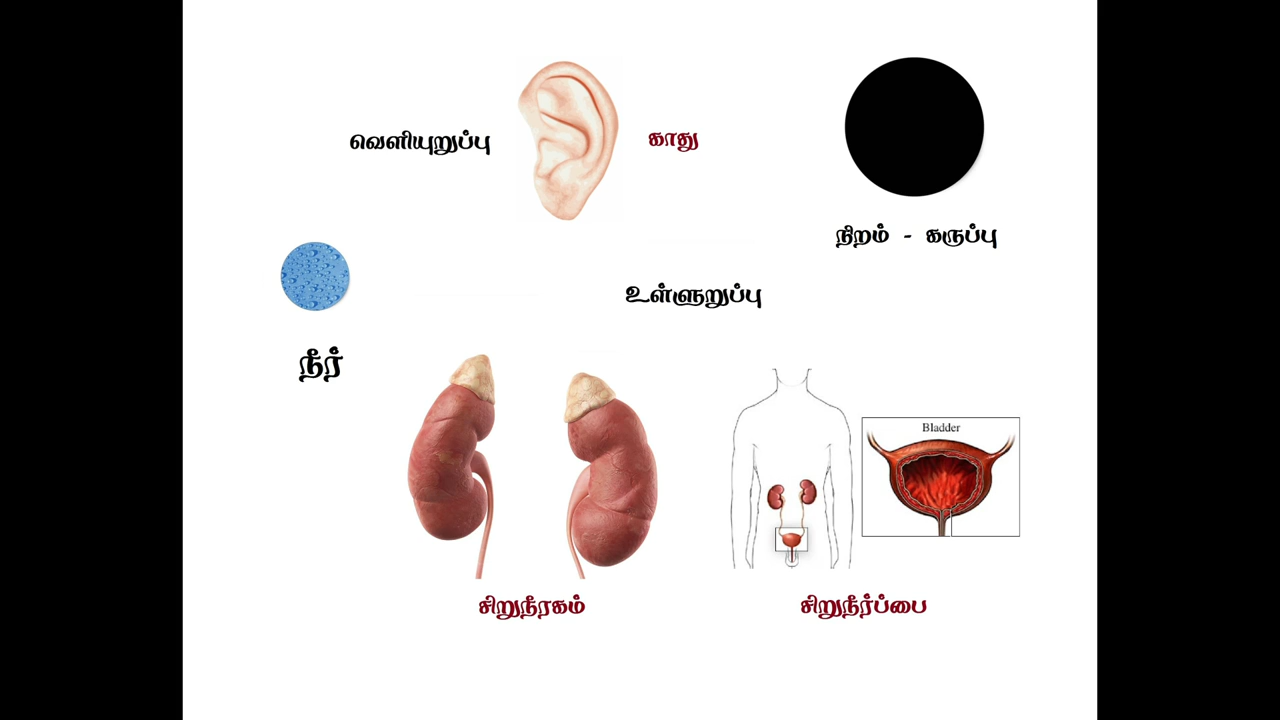 வெளியுறுப்பு
காது
நிறம் - கருப்பு
உள்ளுறுப்பு
நீர்
Bladder
சிறுநீரகம்
சிறுநீர்ப்பை